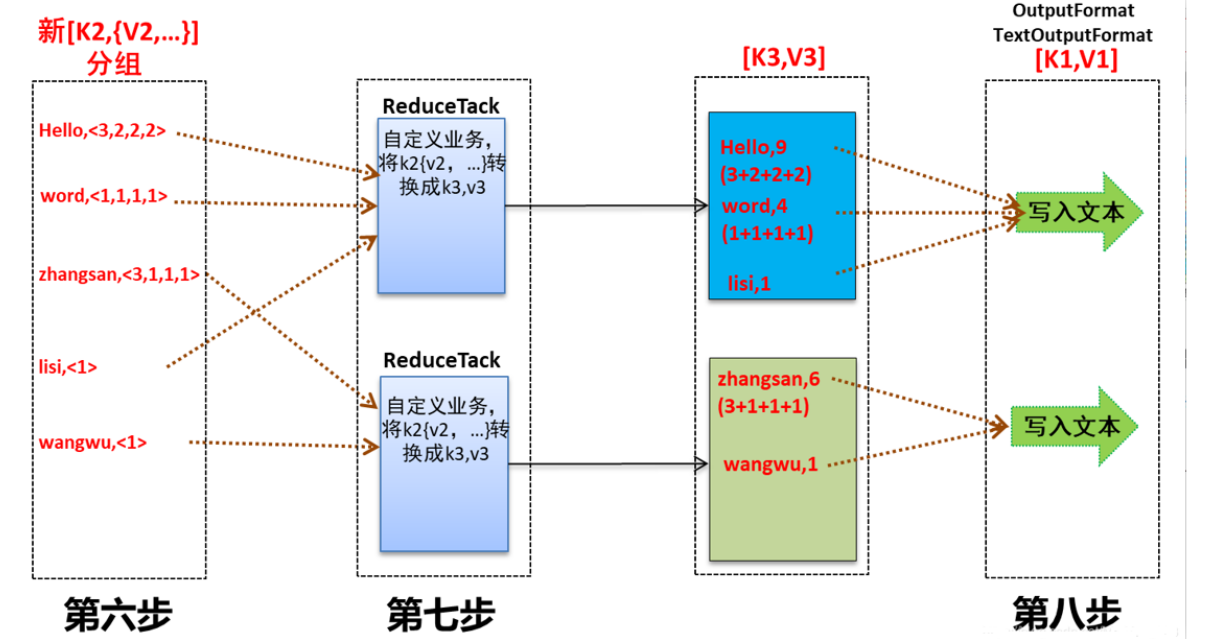 新[K2,{V2,...}]
分组
Hello,<3,2,2,2>
word,<1,1,1,1>
zhangsan,<3,1,1,1>
lisi,<1>
wangwu,<1>
第六步
ReduceTack
自定义业务，
将k2{v2，...}转
换成k3,v3
ReduceTack
自定义业务，
将k2{v2，...}转
换成k3,v3
第七步
[K3,V3]
Hello,9
(3+2+2+2)
word,4
(1+1+1+1)
lisi,1
zhangsan,6
(3+1+1+1)
wangwu,1
OutputFormat
TextOutputFormat
[K1,V1]
写入文本
写入文本
第八步